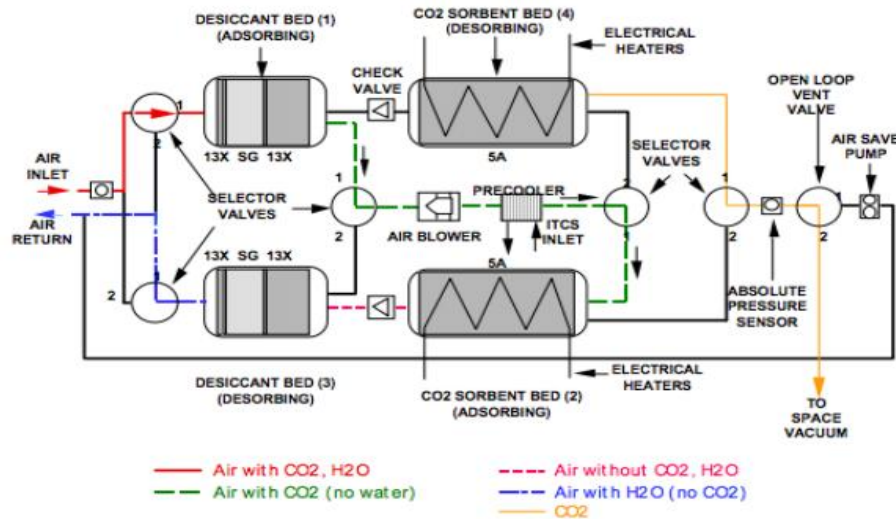 DESICCANT BED (1)
(ADSORBING)
CO2 SORBENT BED (4)
(DESORBING)
ELECTRICAL
HEATERS
CHECK
VALVE
OPEN LOOP
VENT
VALVE
AIR SAVE
PUMP
1
2
13X SG 13X
5A
AIR
INLET
SELECTOR
VALVES
1
2
AIR BLOWER
PRECOOLER
ITCS
INLET
2
1
SELECTOR
VALVES
1
2
1
2
AIR
RETURN
1
2
13X SG 13X
5A
ABSOLUTE
PRESSURE
SENSOR
DESICCANT BED (3)
(DESORBING)
CO2 SORBENT BED (2)
(ADSORBING)
ELECTRICAL
HEATERS
TO
SPACE
VACUUM
Air with CO2, H2O
Air without CO2, H2O
Air with CO2 (no water)
Air with H2O (no CO2)
CO2